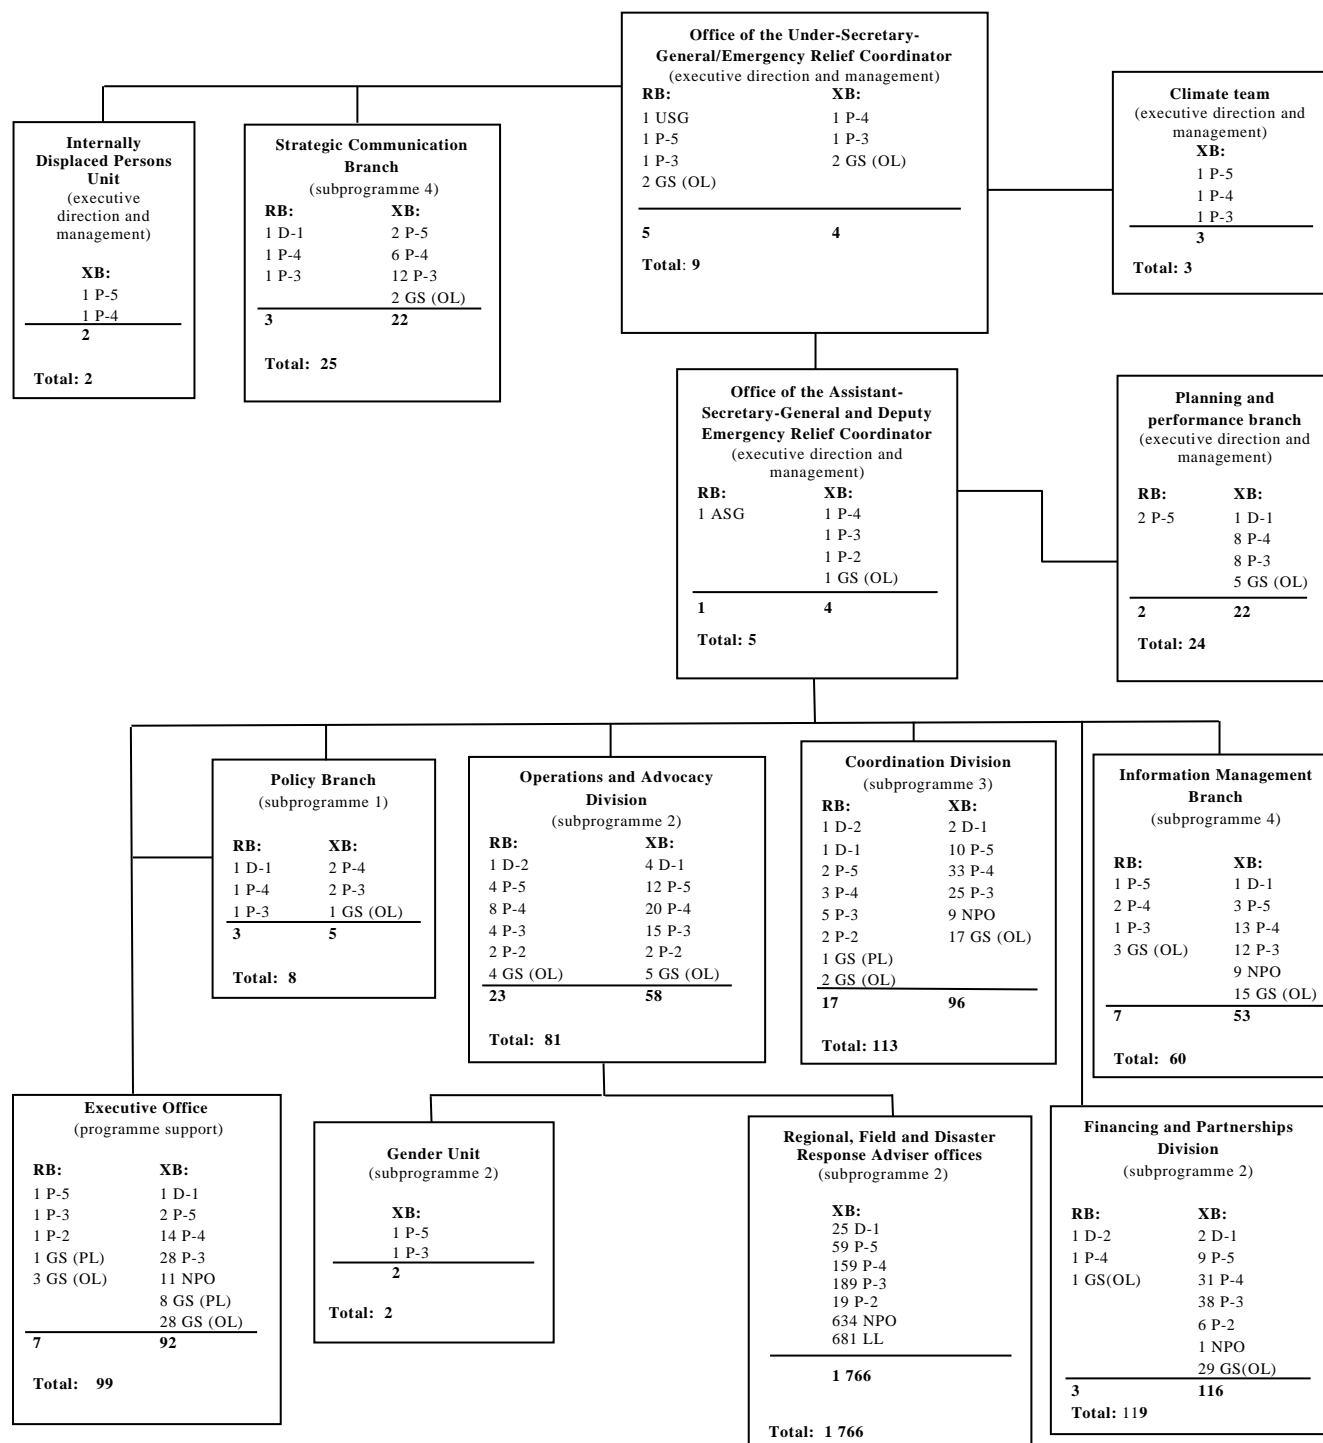 Office of the Under-Secretary-
General/Emergency Relief Coordinator
(executive direction and management)
RB: XB:
1 USG 1 P-4
1 P-5 1 P-3
1 P-3 2 GS (OL)
2 GS (OL)
5 4
Total: 9
Climate team
(executive direction and
management)
XB:
1 P-5
1 P-4
1 P-3
3
Total: 3
Internally
Displaced Persons
Unit
(executive
direction and
management)
XB:
1 P-5
1 P-4
2
Total: 2
Strategic Communication
Branch
(subprogramme 4)
RB: XB:
1 D-1 2 P-5
1 P-4 6 P-4
1 P-3 12 P-3
2 GS (OL)
3 22
Total: 25
Office of the Assistant-
Secretary-General and Deputy
Emergency Relief Coordinator
(executive direction and
management)
RB: XB:
1 ASG 1 P-4
1 P-3
1 P-2
1 GS (OL)
1 4
Total: 5
Planning and
performance branch
(executive direction and
management)
RB: XB:
2 P-5 1 D-1
8 P-4
8 P-3
5 GS (OL)
2 22
Total: 24
Policy Branch
(subprogramme 1)
RB: XB:
1 D-1 2 P-4
1 P-4 2 P-3
1 P-3 1 GS (OL)
3 5
Total: 8
Operations and Advocacy
Division
(subprogramme 2)
RB: XB:
1 D-2 4 D-1
4 P-5 12 P-5
8 P-4 20 P-4
4 P-3 15 P-3
2 P-2 2 P-2
4 GS (OL) 5 GS (OL)
23 58
Total: 81
Coordination Division
(subprogramme 3)
RB: XB:
1 D-2 2 D-1
1 D-1 10 P-5
2 P-5 33 P-4
3 P-4 25 P-3
5 P-3 9 NPO
2 P-2 17 GS (OL)
1 GS (PL)
2 GS (OL)
17 96
Total: 113
Information Management
Branch
(subprogramme 4)
RB: XB:
1 P-5 1 D-1
2 P-4 3 P-5
1 P-3 13 P-4
3 GS (OL) 12 P-3
9 NPO
15 GS (OL)
7 53
Total: 60
Executive Office
(programme support)
RB: XB:
1 P-5 1 D-1
1 P-3 2 P-5
1 P-2 14 P-4
1 GS (PL) 28 P-3
3 GS (OL) 11 NPO
8 GS (PL)
28 GS (OL)
7 92
Total: 99
Gender Unit
(subprogramme 2)
XB:
1 P-5
1 P-3
2
Total: 2
Regional, Field and Disaster
Response Adviser offices
(subprogramme 2)
XB:
25 D-1
59 P-5
159 P-4
189 P-3
19 P-2
634 NPO
681 LL
1 766
Total: 1 766
Financing and Partnerships
Division
(subprogramme 2)
RB: XB:
1 D-2 2 D-1
1 P-4 9 P-5
1 GS(OL) 31 P-4
38 P-3
6 P-2
1 NPO
29 GS(OL)
3 116
Total: 119